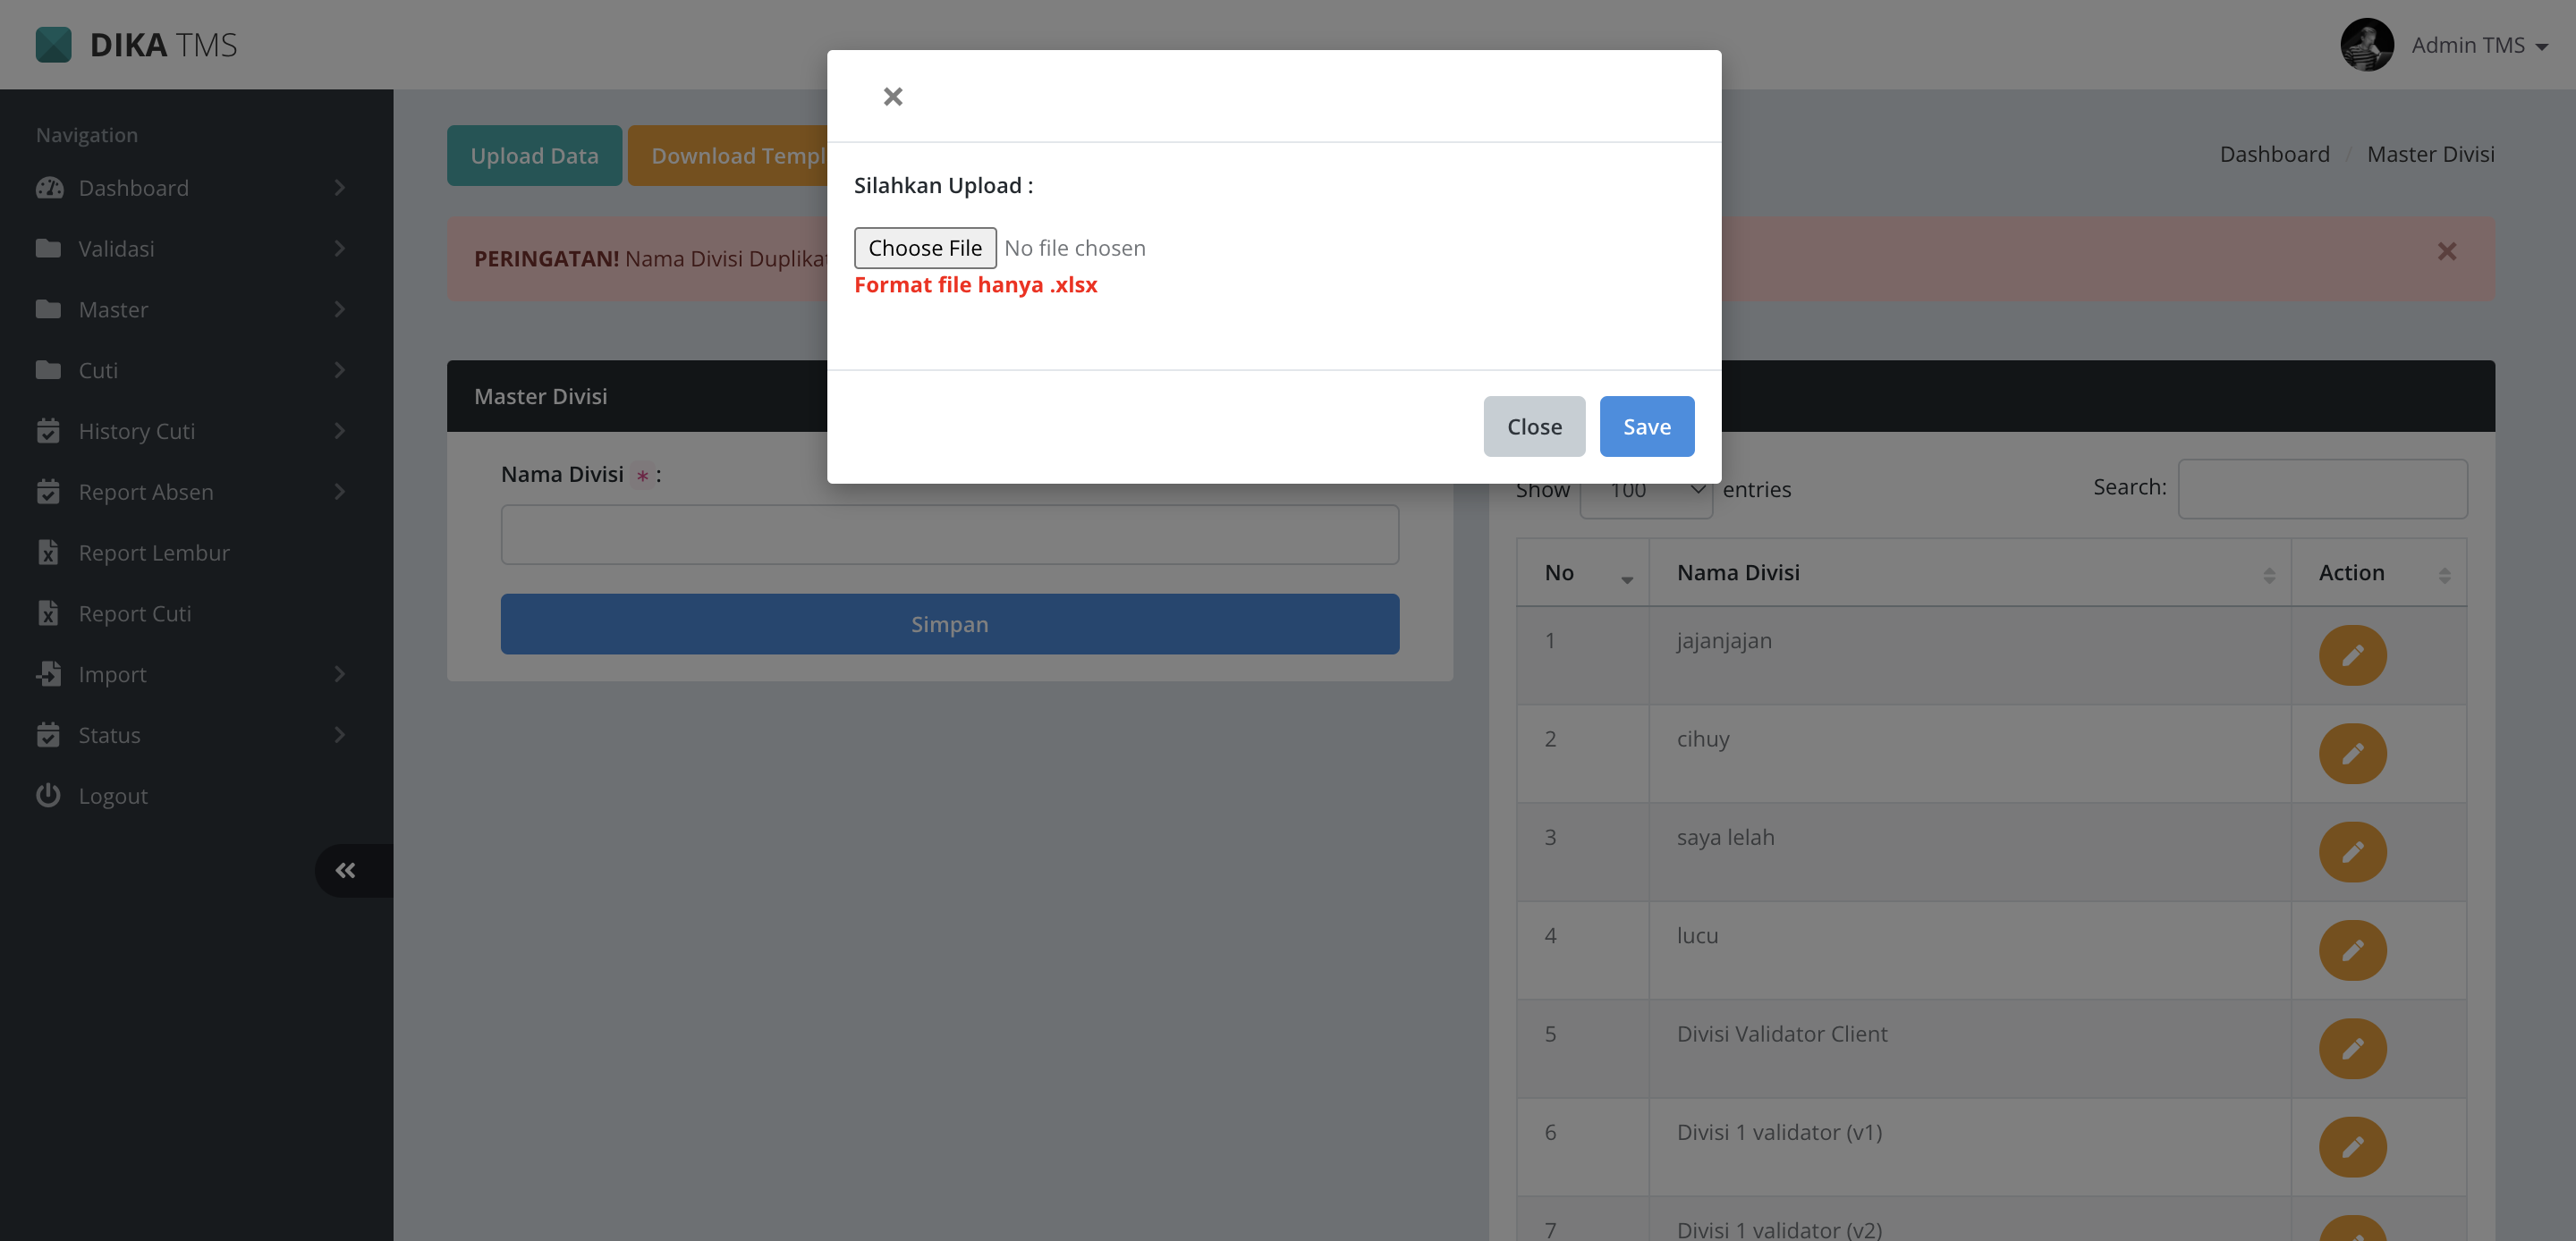 DIKA TMS
Admin TMS
Navigation
Dashboard
Validasi
Master
Cuti
History Cuti
Report Absen
Report Lembur
Report Cuti
Import
Status
Logout
Upload Data
Download Templ
Dashboard / Master Divisi
PERINGATAN! Nama Divisi Duplikat
×
Silahkan Upload :
Choose File No file chosen
Format file hanya .xlsx
Close Save
Master Divisi
Nama Divisi * :
Simpan
Show 100 entries
Search:
No Nama Divisi Action
1 jajanjajan
2 cihuy
3 saya lelah
4 lucu
5 Divisi Validator Client
6 Divisi 1 validator (v1)
7 Divisi 1 validator (v2)